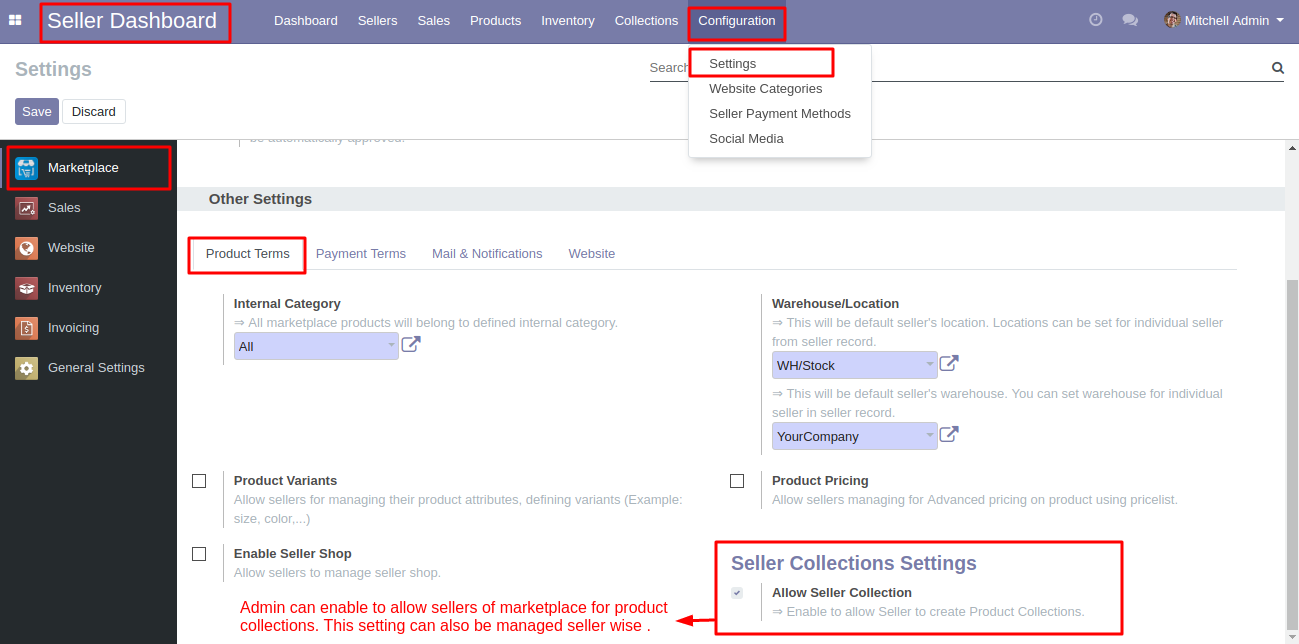 Seller Dashboard
Dashboard Sellers Sales Products Inventory Collections Configuration
Mitchell Admin
Settings
Search
Settings
Website Categories
Seller Payment Methods
Social Media
Save Discard
be automatically approved.
Marketplace
Sales
Website
Inventory
Invoicing
General Settings
Other Settings
Product Terms Payment Terms Mail & Notifications Website
Internal Category
⇒ All marketplace products will belong to defined internal category.
All
Warehouse/Location
⇒ This will be default seller's location. Locations can be set for individual seller
from seller record.
WH/Stock
⇒ This will be default seller's warehouse. You can set warehouse for individual
seller in seller record.
YourCompany
Product Variants
Allow sellers for managing their product attributes, defining variants (Example:
size, color,...)
Product Pricing
Allow sellers managing for Advanced pricing on product using pricelist.
Enable Seller Shop
Allow sellers to manage seller shop.
Seller Collections Settings
Allow Seller Collection
⇒ Enable to allow Seller to create Product Collections.
Admin can enable to allow sellers of marketplace for product
collections. This setting can also be managed seller wise .